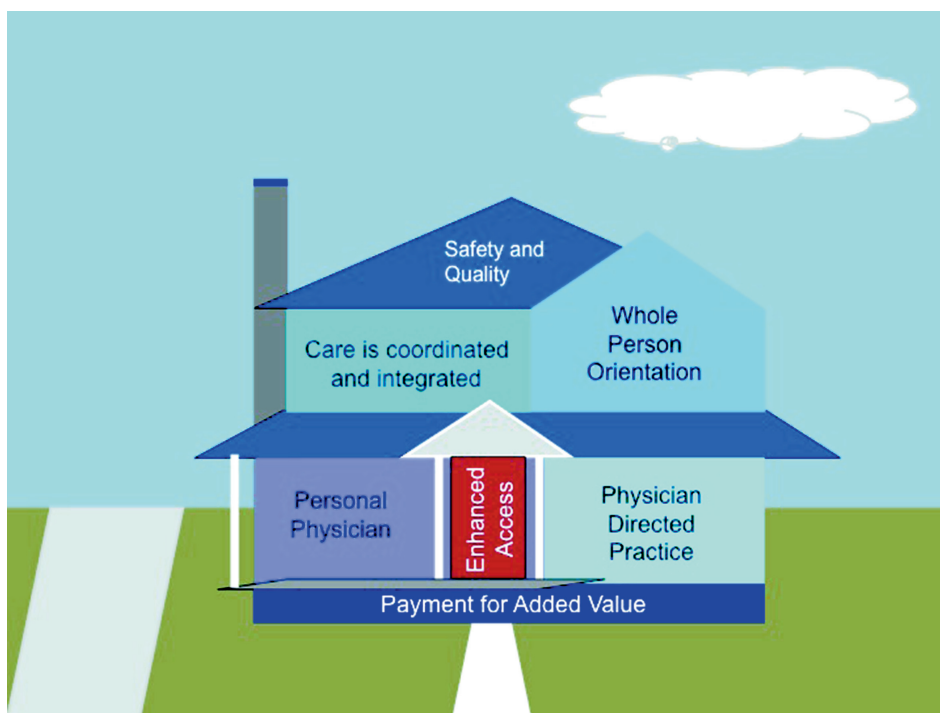 Safety and
Quality
Whole
Person
Orientation
Care is coordinated
and integrated
Personal
Physician
Enhanced
Access
Physician
Directed
Practice
Payment for Added Value